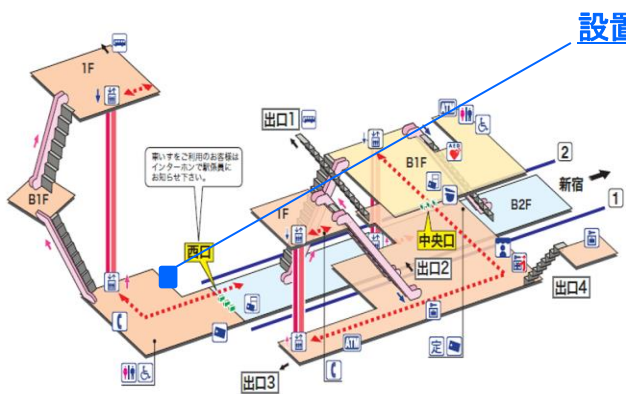 設置
1F
車いすをご利用のお客様は
インターホンで駅係員に
お知らせ下さい。
出口1
B1F
AED
2
新宿
1
B2F
B1F
1F
西口
中央口
出口2
出口4
定
出口3